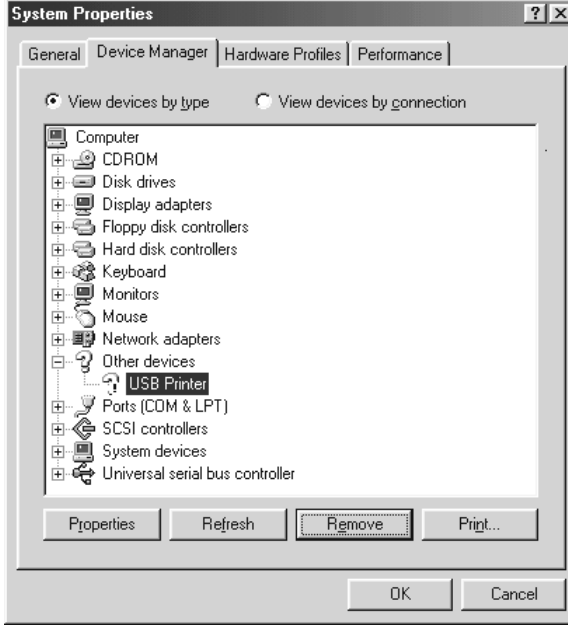 System Properties
General Device Manager Hardware Profiles Performance
View devices by type View devices by connection
Computer
CDROM
Disk drives
Display adapters
Floppy disk controllers
Hard disk controllers
Keyboard
Monitors
Mouse
Network adapters
Other devices
USB Printer
Ports (COM & LPT)
SCSI controllers
System devices
Universal serial bus controller
Properties Refresh Remove Print...
OK Cancel